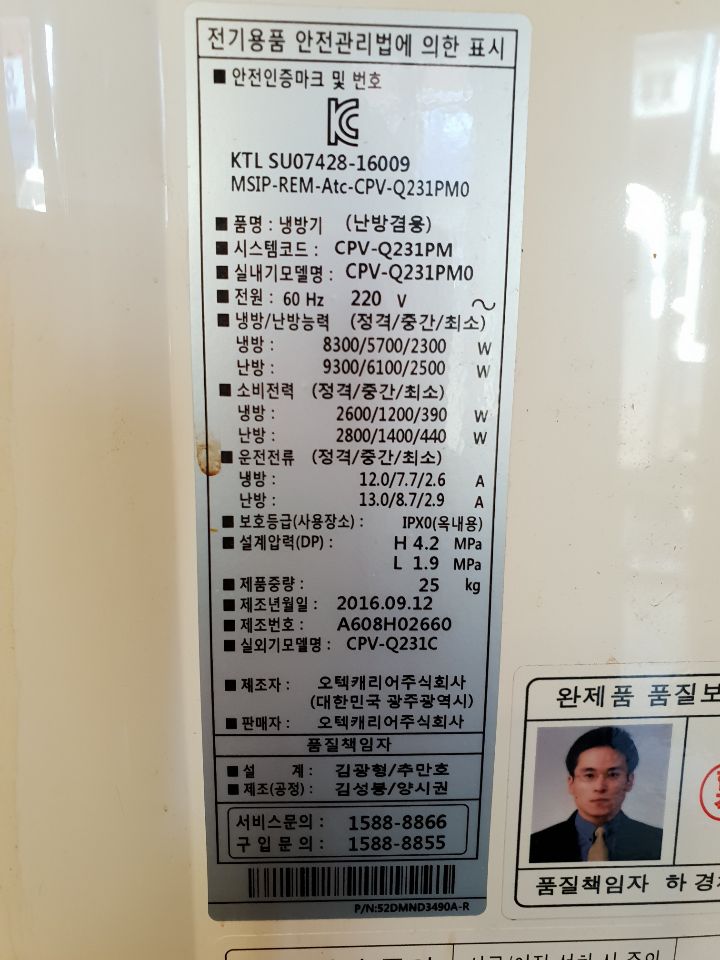 전기용품 안전관리법에 의한 표시
■ 안전인증마크 및 번호
KC
KTL SU07428-16009
MSIP-REM-Atc-CPV-Q231PM0
■ 품명 : 냉방기 (난방겸용)
■ 시스템코드 : CPV-Q231PM
■ 실내기모델명 : CPV-Q231PM0
■ 전원 : 60 Hz 220 V ~
■ 냉방/난방능력 (정격/중간/최소)
냉방 : 8300/5700/2300 W
난방 : 9300/6100/2500 W
■ 소비전력 (정격/중간/최소)
냉방 : 2600/1200/390 W
난방 : 2800/1400/440 W
■ 운전전류 (정격/중간/최소)
냉방 : 12.0/7.7/2.6 A
난방 : 13.0/8.7/2.9 A
■ 보호등급(사용장소) : IPX0(옥내용)
■ 설계압력(DP) : H 4.2 MPa
L 1.9 MPa
■ 제품중량 : 25 kg
■ 제조년월일 : 2016.09.12
■ 제조번호 : A608H02660
■ 실외기모델명 : CPV-Q231C
■ 제조자 : 오텍캐리어주식회사
(대한민국 광주광역시)
■ 판매자 : 오텍캐리어주식회사
품질책임자
■ 설 계 : 김광형/추만호
■ 제조(공정) : 김성룡/양시권
서비스문의 : 1588-8866
구입문의 : 1588-8855
P/N:52DMND3490A-R
완제품 품질보
품질책임자 하 경